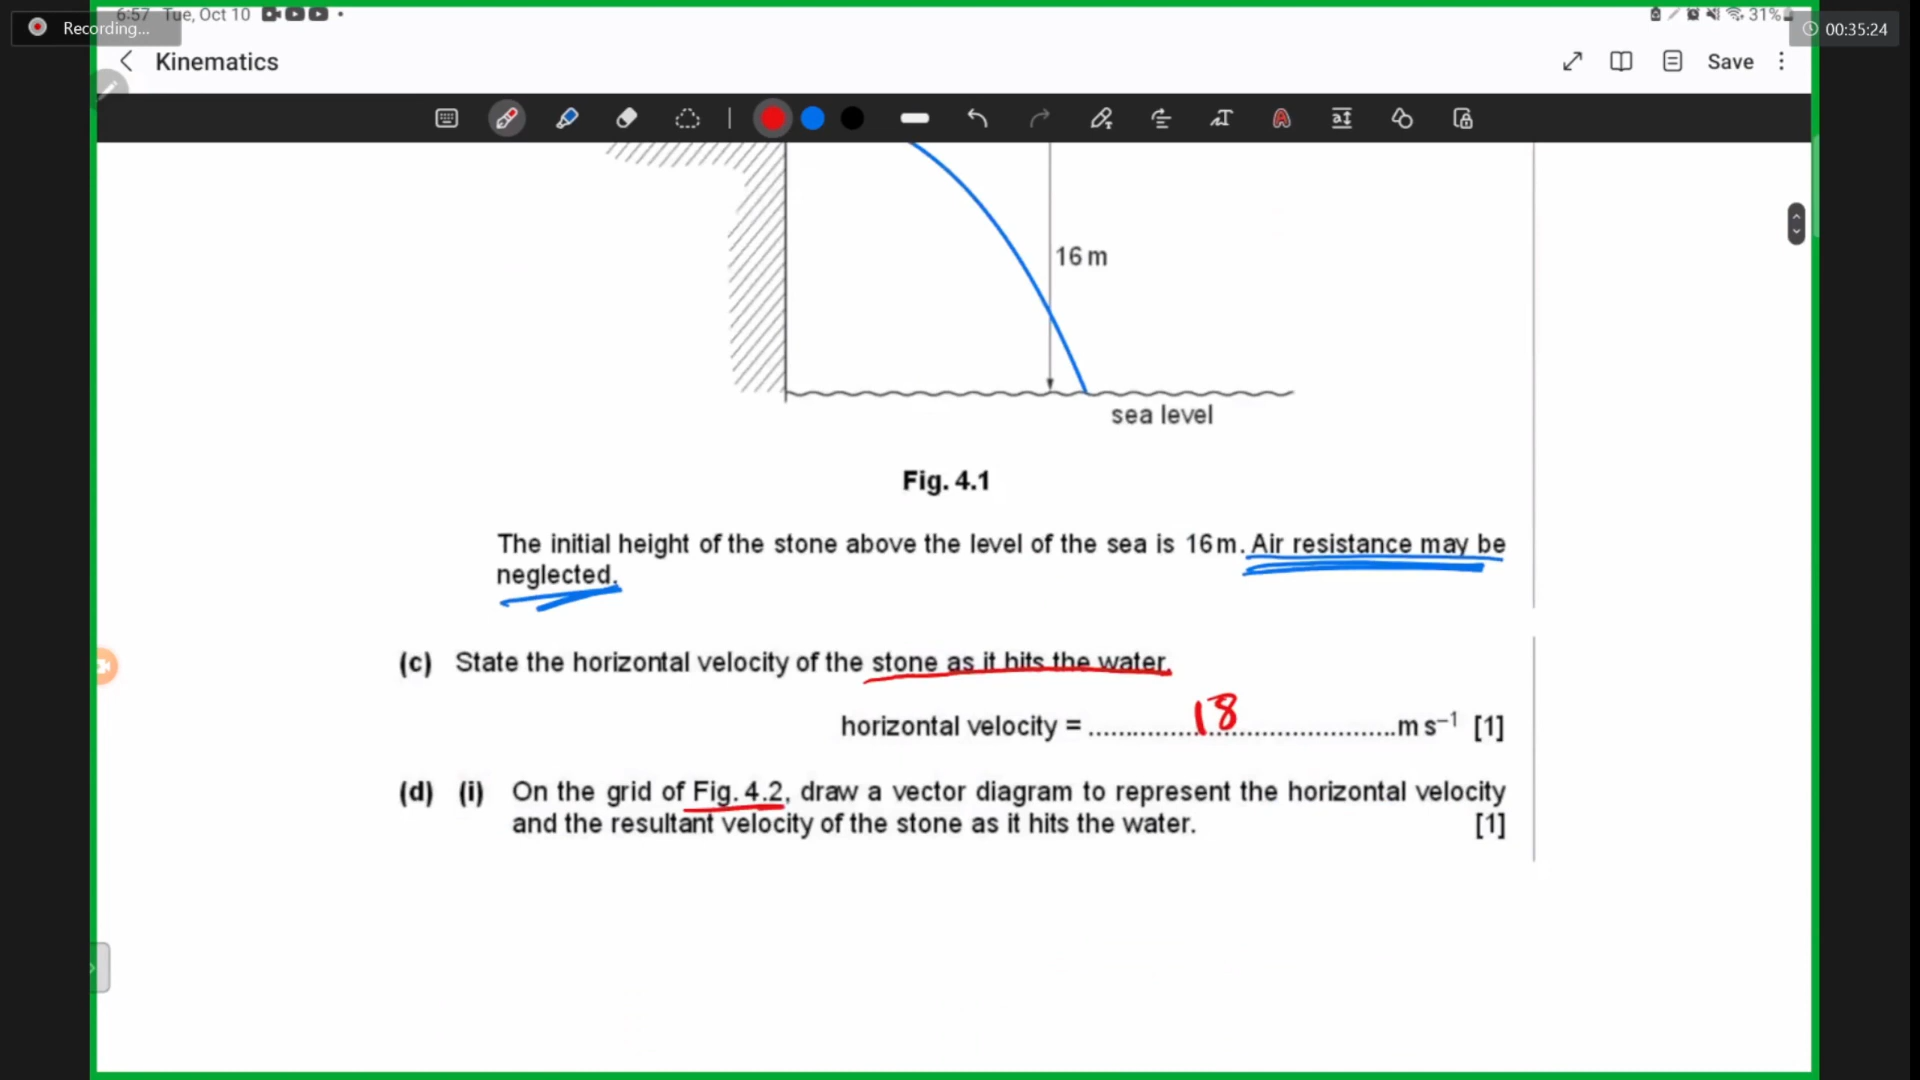 6:57 Tue, Oct 10
31%
Recording...
00:35:24
Kinematics
Save
16 m
sea level
Fig. 4.1
The initial height of the stone above the level of the sea is 16 m. Air resistance may be
neglected.
(c) State the horizontal velocity of the stone as it hits the water.
horizontal velocity = ............18............m s⁻¹ [1]
(d) (i) On the grid of Fig. 4.2, draw a vector diagram to represent the horizontal velocity
and the resultant velocity of the stone as it hits the water. [1]